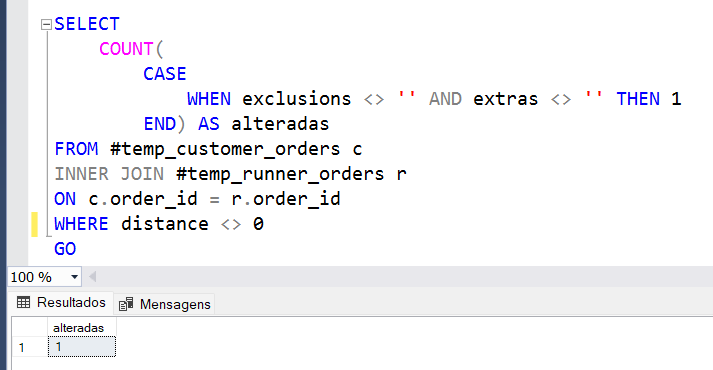 SELECT
COUNT(
CASE
WHEN exclusions <> '' AND extras <> '' THEN 1
END) AS alteradas
FROM #temp_customer_orders c
INNER JOIN #temp_runner_orders r
ON c.order_id = r.order_id
WHERE distance <> 0
GO
100 %
Resultados Mensagens
alteradas
1 1